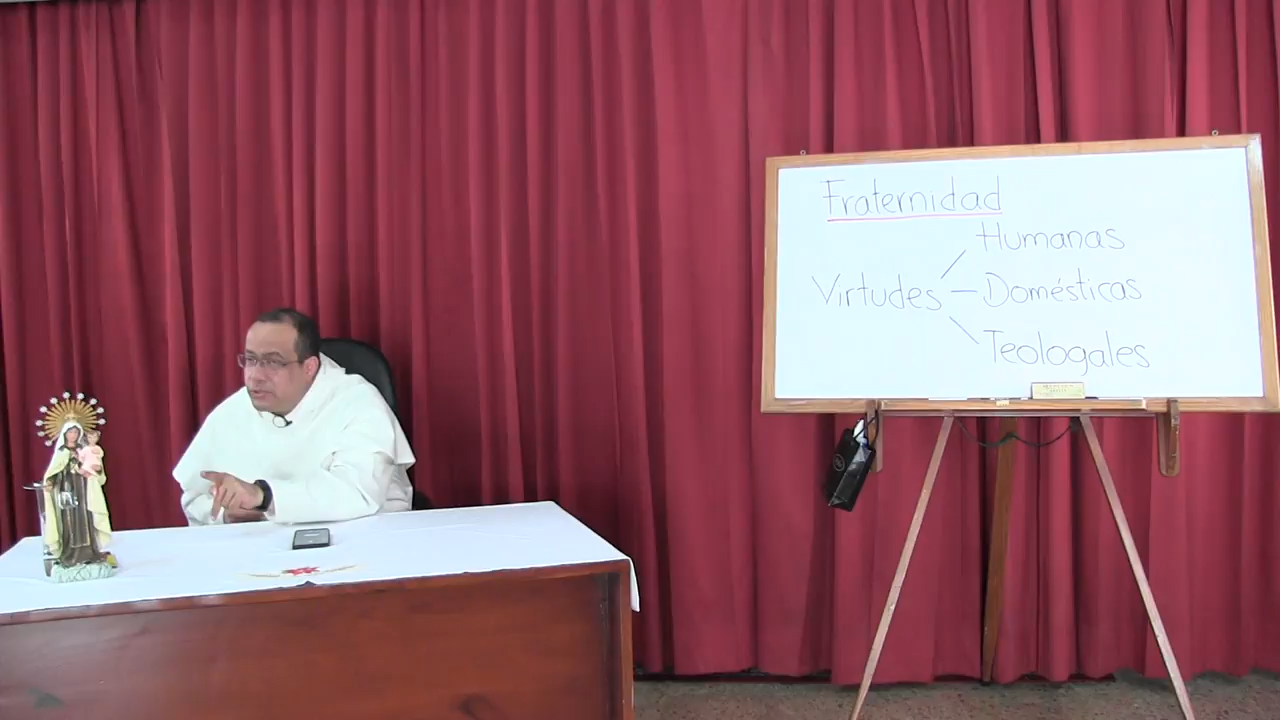 Fraternidad
Humanas
Virtudes
Domésticas
Teologales